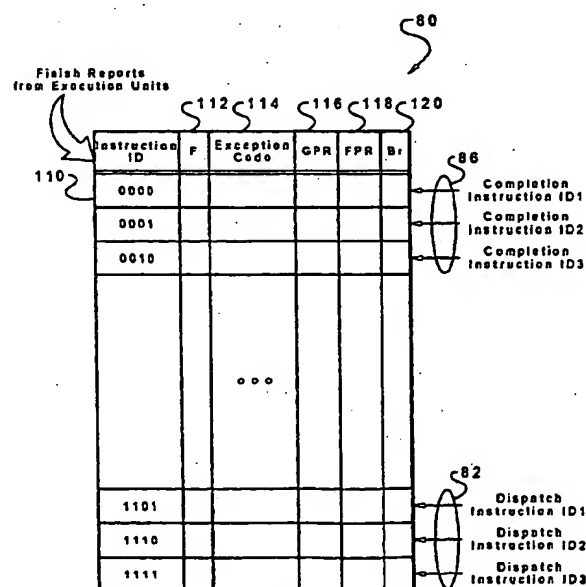 80
Finish Reports
from Execution Units
112 114 116 118 120
Instruction ID F Exception Code GPR FPR Br
110
0000
0001
0010
86
Completion
Instruction ID1
Completion
Instruction ID2
Completion
Instruction ID3
82
1101
1110
1111
Dispatch
Instruction ID1
Dispatch
Instruction ID2
Dispatch
Instruction ID3